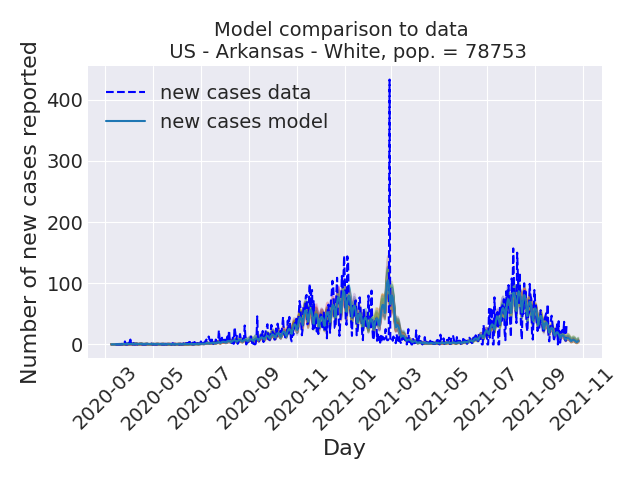 Model comparison to data
US - Arkansas - White, pop. = 78753
Number of new cases reported
400
300
200
100
0
new cases data
new cases model
2020-03
2020-05
2020-07
2020-09
2020-11
2021-01
2021-03
2021-05
2021-07
2021-09
2021-11
Day